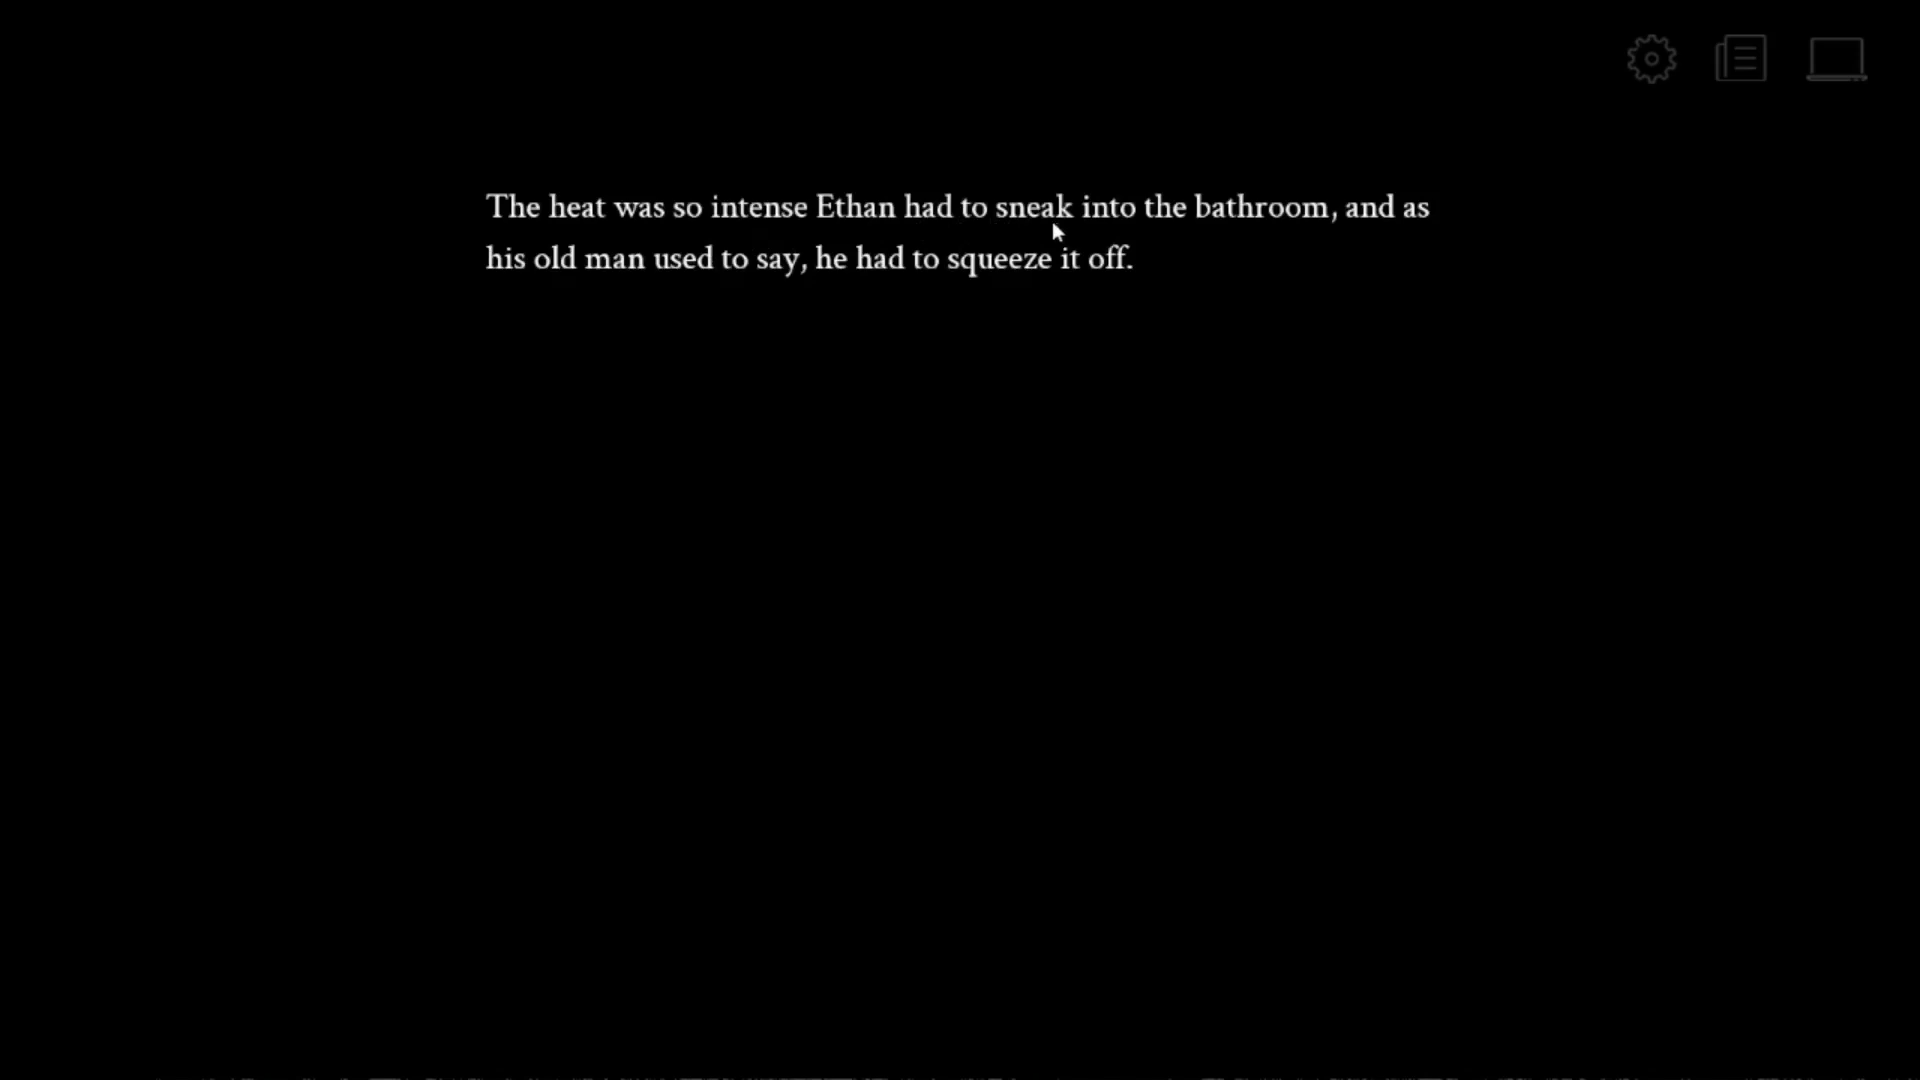 The heat was so intense Ethan had to sneak into the bathroom, and as
his old man used to say, he had to squeeze it off.